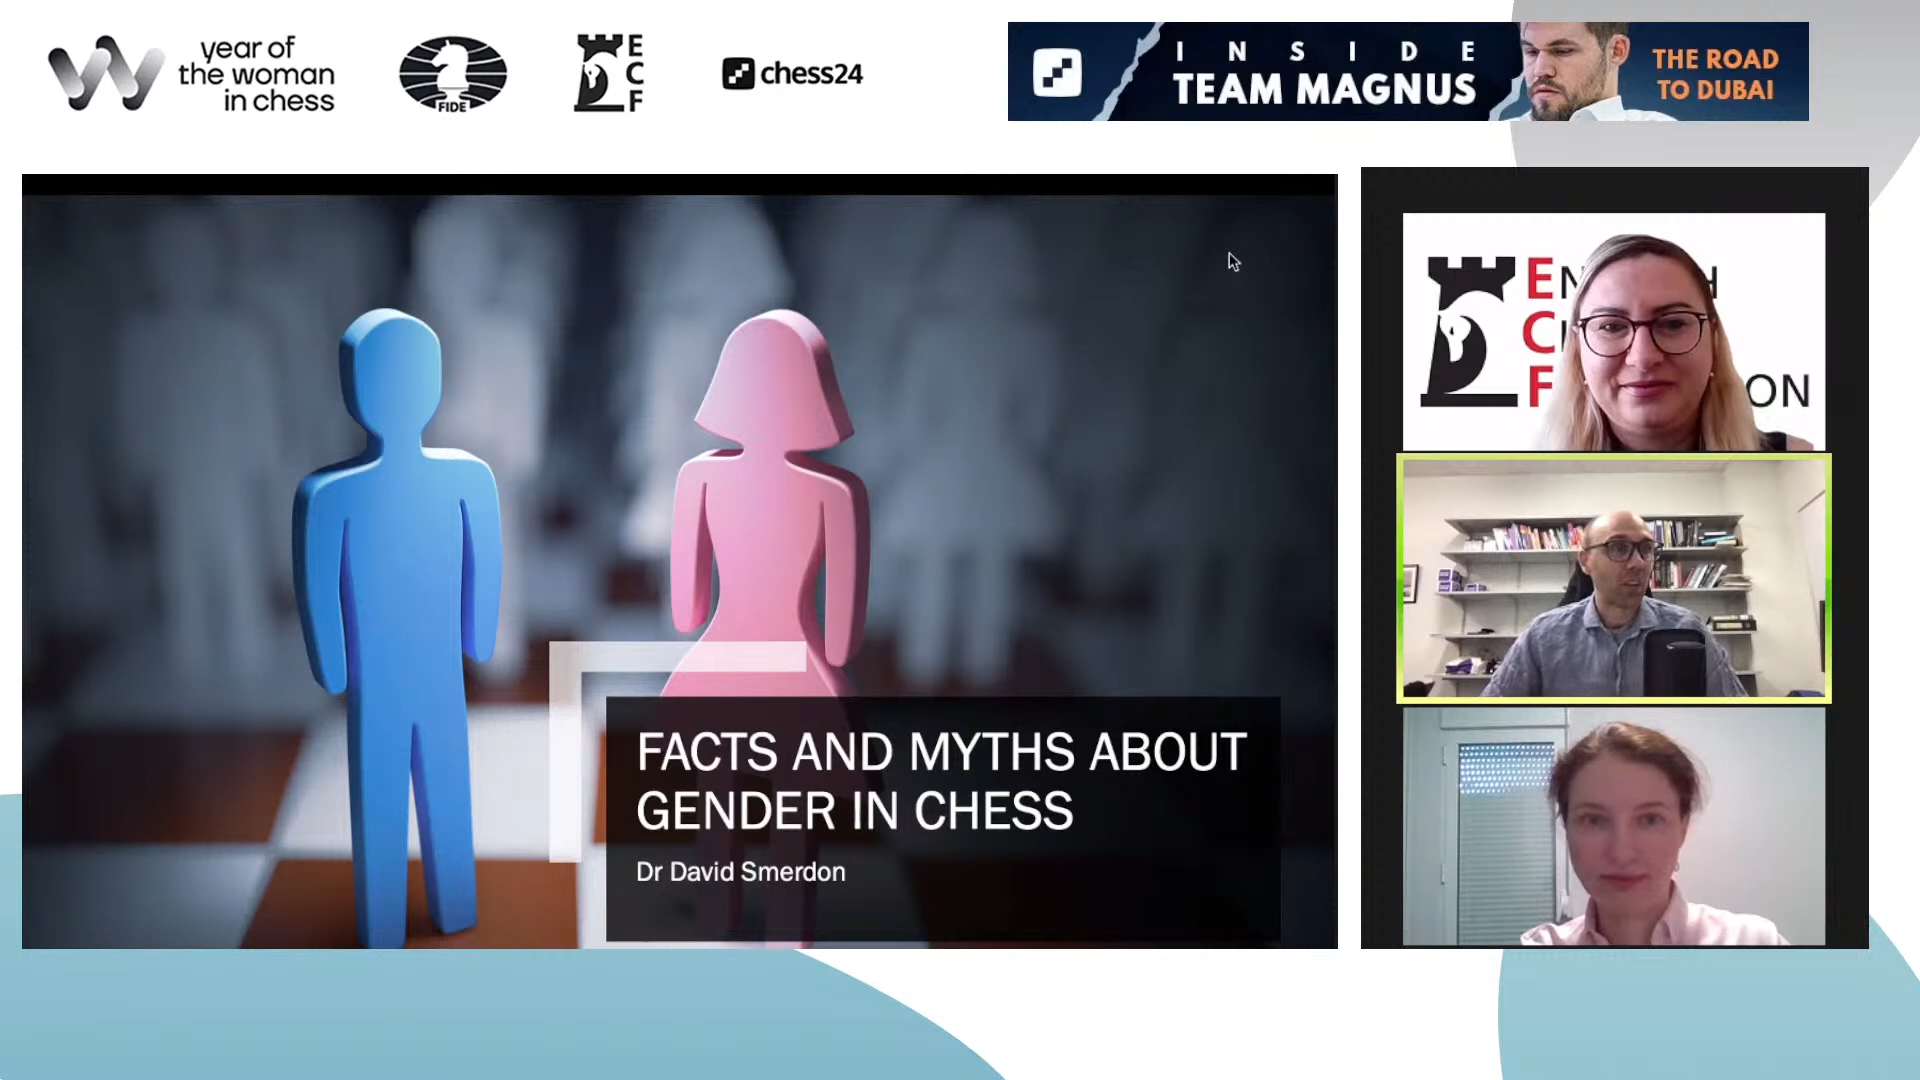 year of
the woman
in chess
FIDE
E
C
F
chess24
INSIDE
TEAM MAGNUS
THE ROAD
TO DUBAI
FACTS AND MYTHS ABOUT
GENDER IN CHESS
Dr David Smerdon
E
C
F
ON